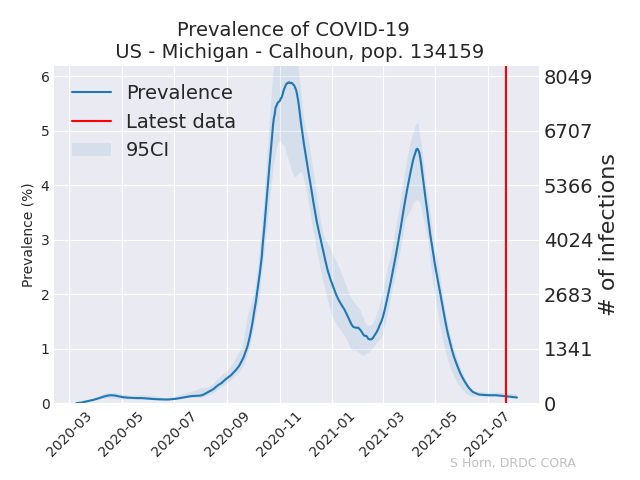 Prevalence of COVID-19
US - Michigan - Calhoun, pop. 134159
Prevalence
Latest data
95CI
Prevalence (%)
6
5
4
3
2
1
0
8049
6707
5366
4024
2683
1341
0
# of infections
2020-03
2020-05
2020-07
2020-09
2020-11
2021-01
2021-03
2021-05
2021-07
S Horn, DRDC CORA